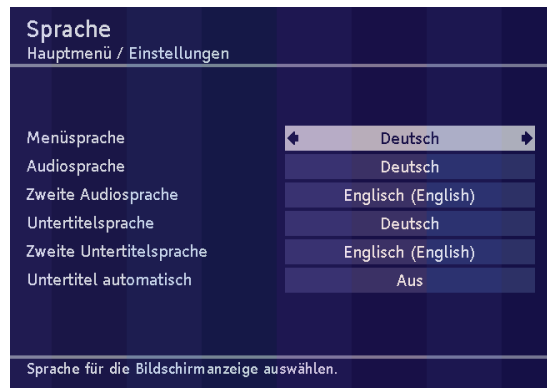 Sprache
Hauptmenü / Einstellungen
Menüsprache Deutsch
Audiosprache Deutsch
Zweite Audiosprache Englisch (English)
Untertitelsprache Deutsch
Zweite Untertitelsprache Englisch (English)
Untertitel automatisch Aus
Sprache für die Bildschirmanzeige auswählen.